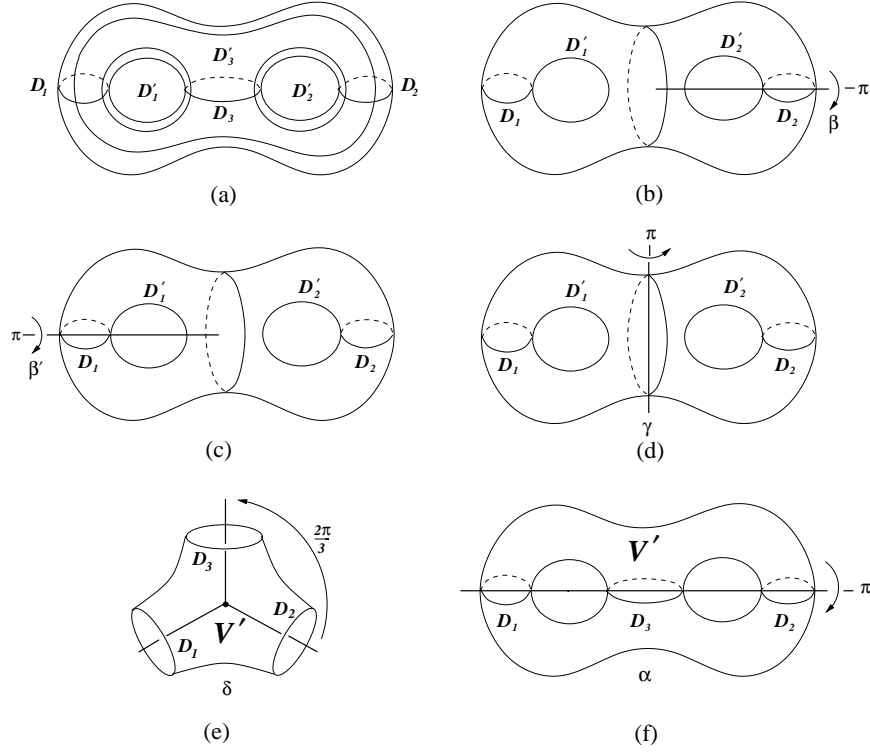 D₁ D′₁ D′₃ D₃ D′₂ D₂
(a)
D′₁ D′₂ D₁ D₂ −π β
(b)
π β′ D′₁ D′₂ D₁ D₂
(c)
π D′₁ D′₂ D₁ D₂ γ
(d)
2π/3 D₃ D₂ D₁ V′
δ
(e)
V′ D₁ D₃ D₂ − π
α
(f)